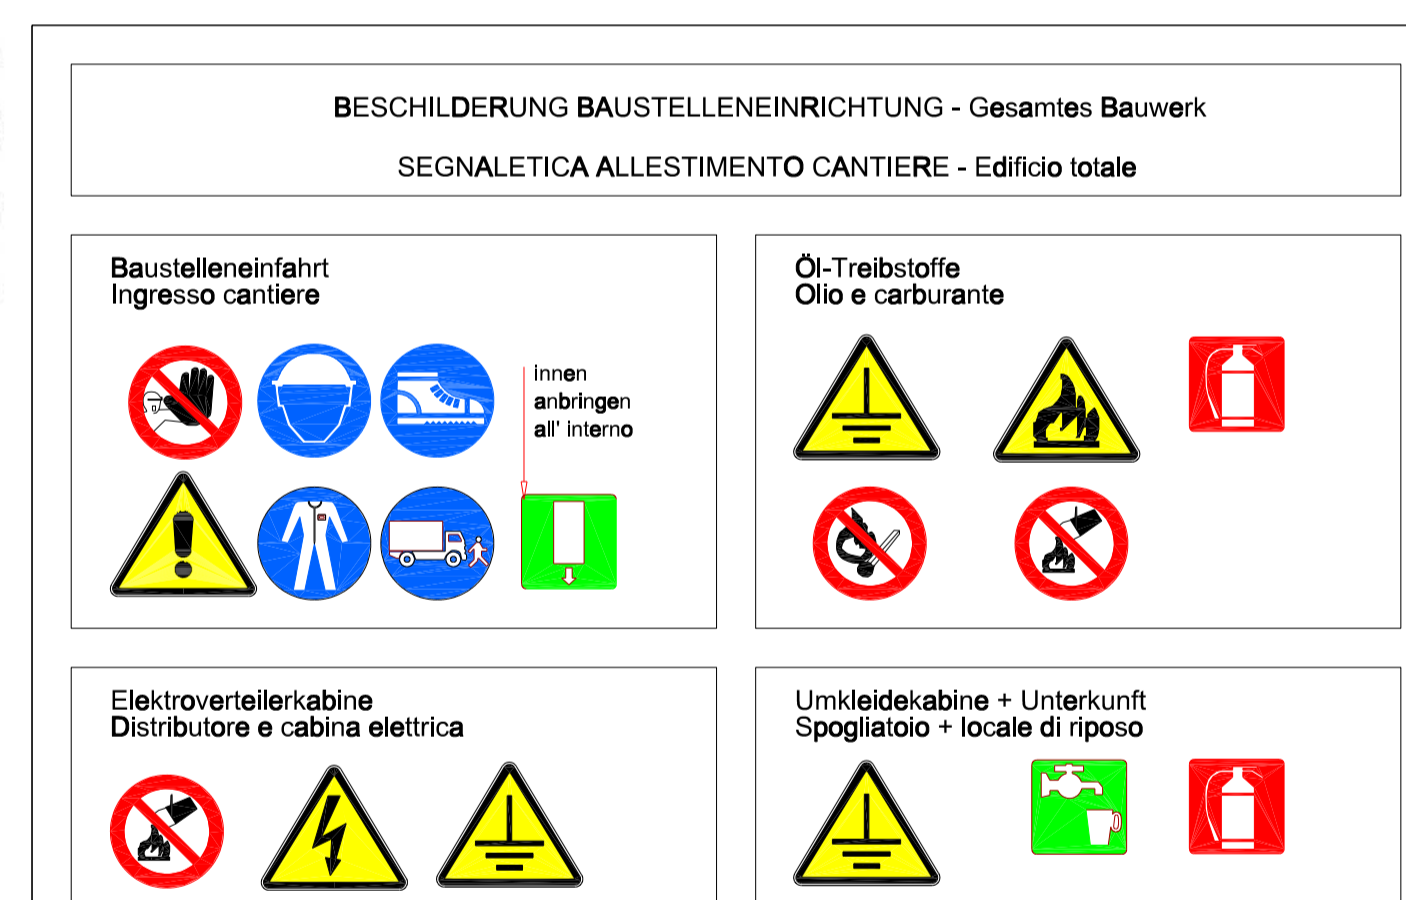 BESCHILDERUNG BAUSTELLENEINRICHTUNG - Gesamtes Bauwerk
SEGNALETICA ALLESTIMENTO CANTIERE - Edificio totale
Baustelleneinfahrt
Ingresso cantiere
innen
anbringen
all' interno
Öl-Treibstoffe
Olio e carburante
Elektroverteilerkabine
Distributore e cabina elettrica
Umkleidekabine + Unterkunft
Spogliatoio + locale di riposo